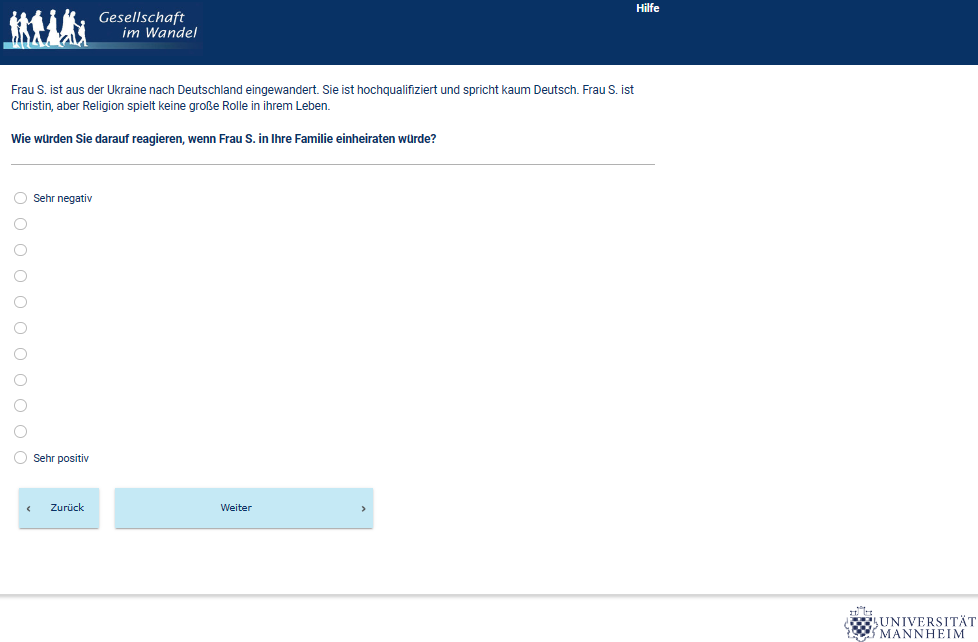 Gesellschaft
im Wandel
Hilfe
Frau S. ist aus der Ukraine nach Deutschland eingewandert. Sie ist hochqualifiziert und spricht kaum Deutsch. Frau S. ist
Christin, aber Religion spielt keine große Rolle in ihrem Leben.
Wie würden Sie darauf reagieren, wenn Frau S. in Ihre Familie einheiraten würde?
Sehr negativ
Sehr positiv
‹ Zurück
Weiter ›
UNIVERSITÄT
MANNHEIM